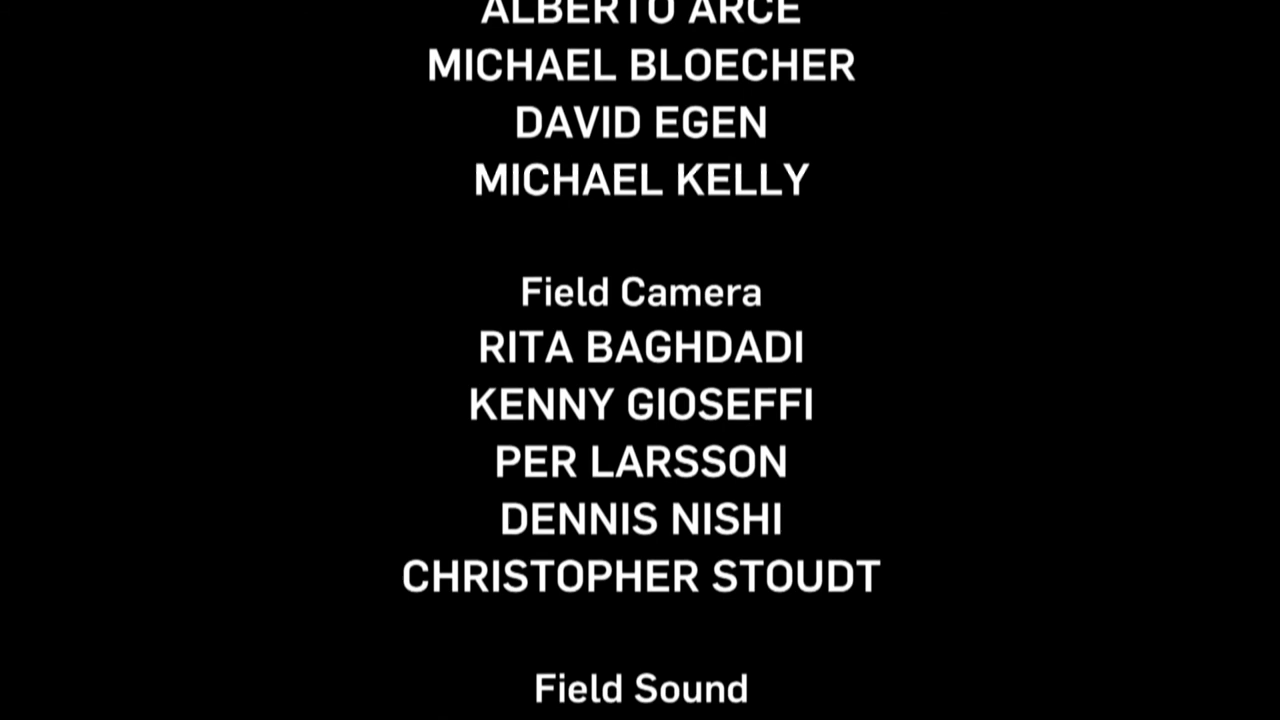 ALBERTO ARCE
MICHAEL BLOECHER
DAVID EGEN
MICHAEL KELLY
Field Camera
RITA BAGHDADI
KENNY GIOSEFFI
PER LARSSON
DENNIS NISHI
CHRISTOPHER STOUDT
Field Sound